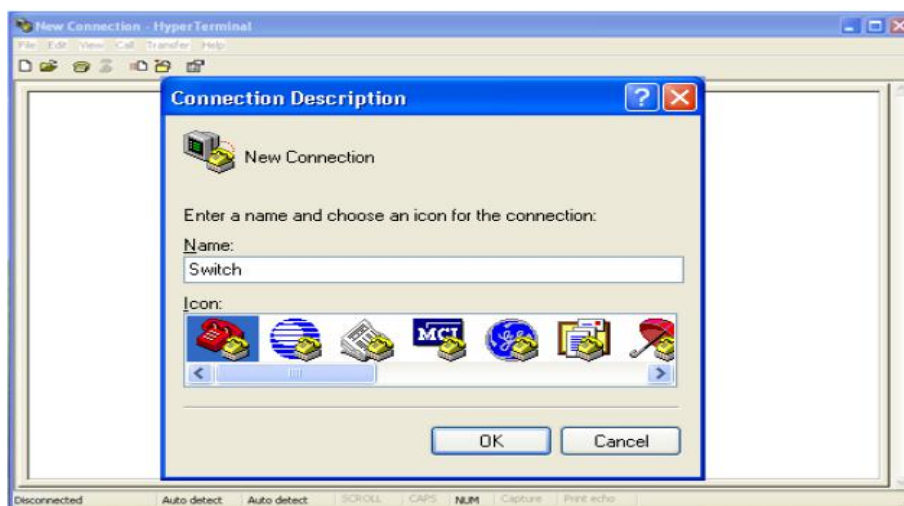 New Connection - HyperTerminal
File Edit View Call Transfer Help
Connection Description
New Connection
Enter a name and choose an icon for the connection:
Name:
Switch
Icon:
MCI
OK Cancel
Disconnected Auto detect Auto detect SCROLL CAPS NUM Capture Print echo